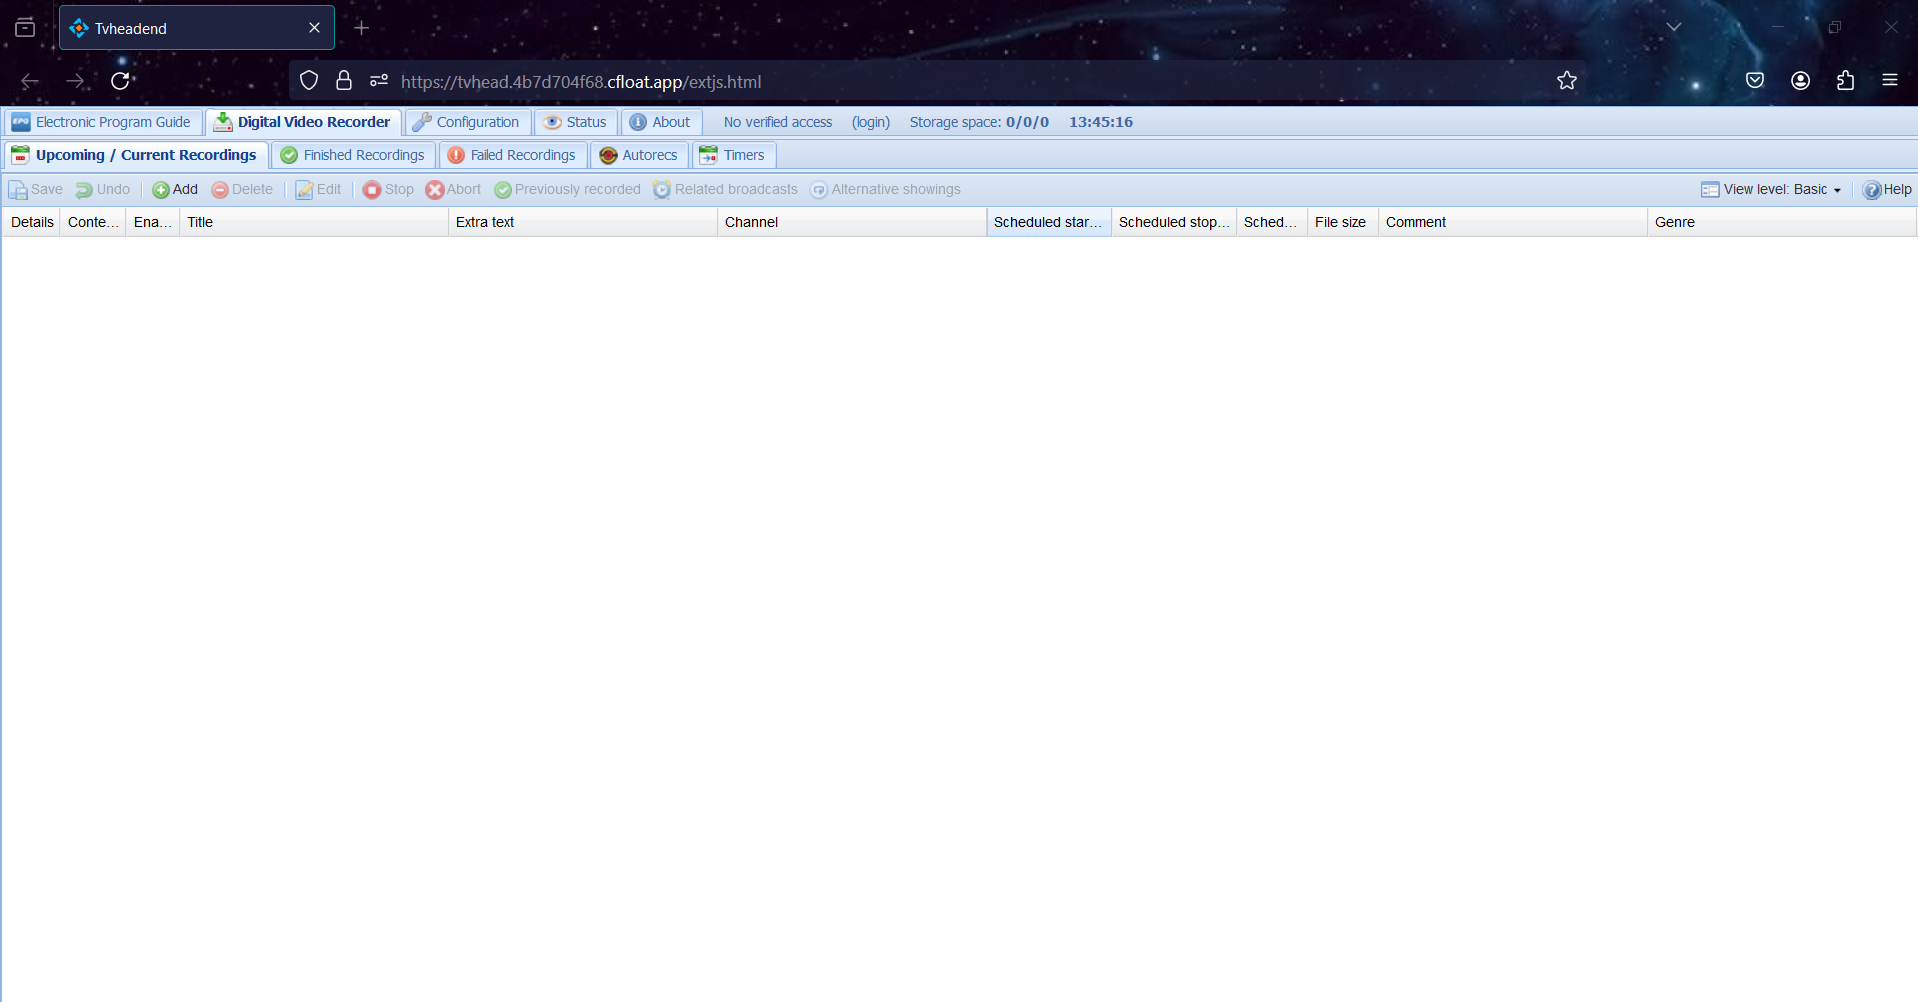 Tvheadend
https://tvhead.4b7d704f68.cfloat.app/extjs.html
EPG Electronic Program Guide Digital Video Recorder Configuration Status About No verified access (login) Storage space: 0/0/0 13:45:16
Upcoming / Current Recordings Finished Recordings Failed Recordings Autorecs Timers
Save Undo Add Delete Edit Stop Abort Previously recorded Related broadcasts Alternative showings View level: Basic Help
Details Conte... Ena... Title Extra text Channel Scheduled star... Scheduled stop... Sched... File size Comment Genre